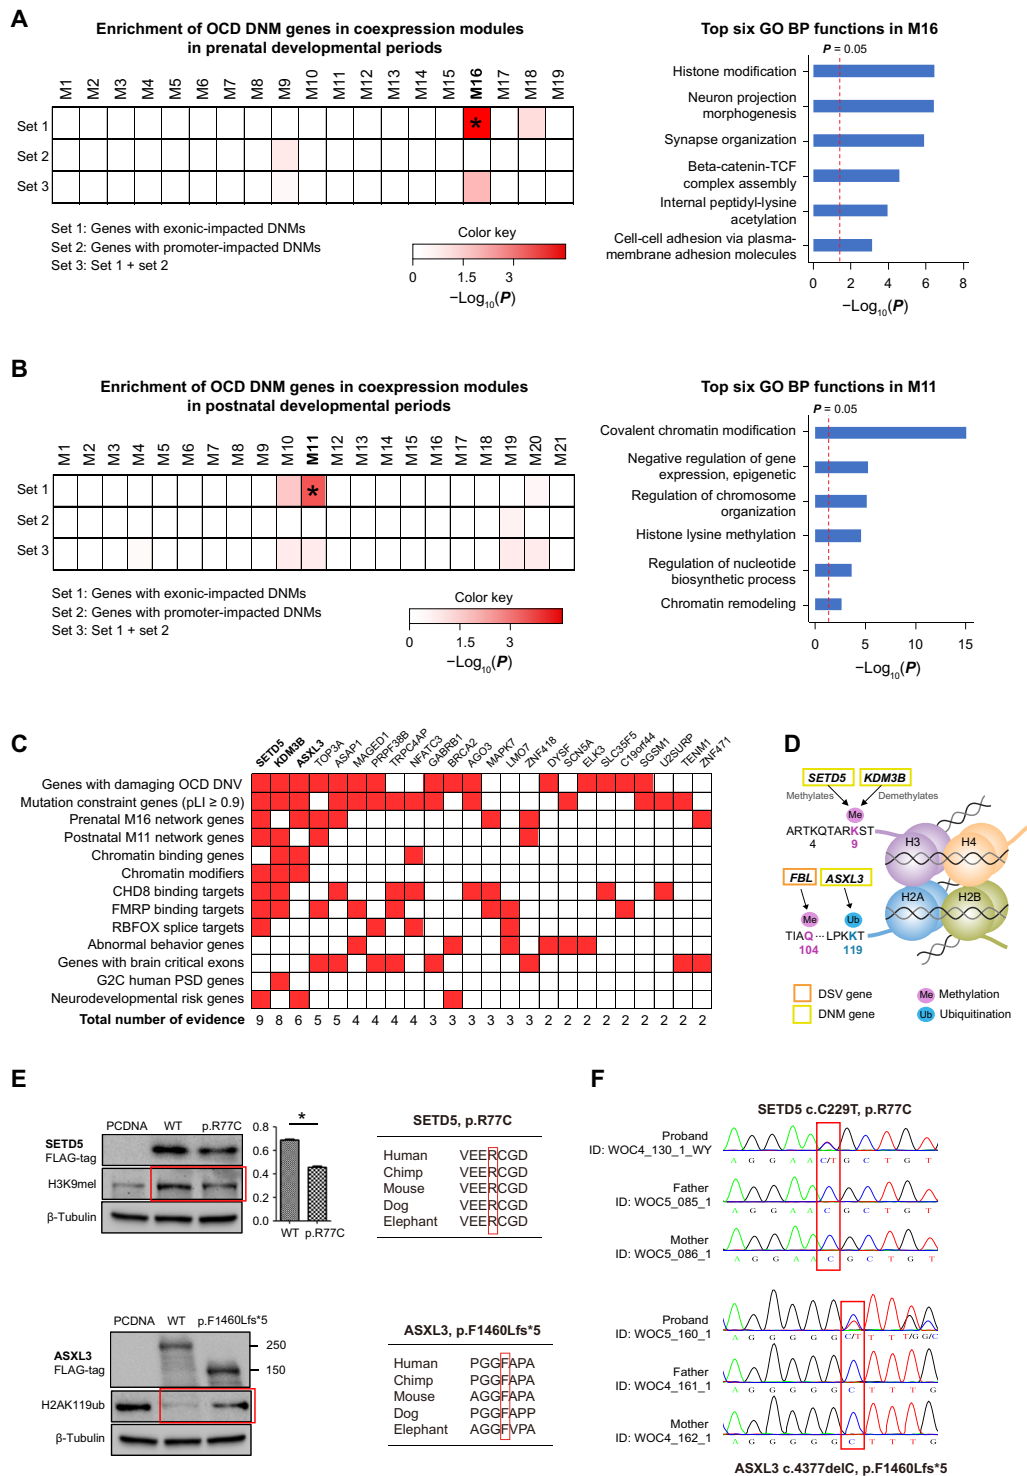 A
Enrichment of OCD DNM genes in coexpression modules
in prenatal developmental periods
M1 M2 M3 M4 M5 M6 M7 M8 M9 M10 M11 M12 M13 M14 M15 M16 M17 M18 M19
Set 1
*
Set 2
Set 3
Set 1: Genes with exonic-impacted DNMs
Set 2: Genes with promoter-impacted DNMs
Set 3: Set 1 + set 2
Color key
0 1.5 3
−Log10(P)
Top six GO BP functions in M16
P = 0.05
Histone modification
Neuron projection
morphogenesis
Synapse organization
Beta-catenin-TCF
complex assembly
Internal peptidyl-lysine
acetylation
Cell-cell adhesion via plasma-
membrane adhesion molecules
0 2 4 6 8
−Log10(P)
B
Enrichment of OCD DNM genes in coexpression modules
in postnatal developmental periods
M1 M2 M3 M4 M5 M6 M7 M8 M9 M10 M11 M12 M13 M14 M15 M16 M17 M18 M19 M20 M21
Set 1
*
Set 2
Set 3
Set 1: Genes with exonic-impacted DNMs
Set 2: Genes with promoter-impacted DNMs
Set 3: Set 1 + set 2
Color key
0 1.5 3
−Log10(P)
Top six GO BP functions in M11
P = 0.05
Covalent chromatin modification
Negative regulation of gene
expression, epigenetic
Regulation of chromosome
organization
Histone lysine methylation
Regulation of nucleotide
biosynthetic process
Chromatin remodeling
0 5 10 15
−Log10(P)
C
SETD5 KDM3B ASXL3 TOP3A ASAP1 MAGED1 PRPF38B TRPC4AP NFATC3 GABRB1 BRCA2 AGO3 MAPK7 LMO7 ZNF418 DYSF SCN5A ELK3 SLC35F5 C19orf44 SGSM1 U2SURP TENM1 ZNF471
Genes with damaging OCD DNV
Mutation constraint genes (pLI ≥ 0.9)
Prenatal M16 network genes
Postnatal M11 network genes
Chromatin binding genes
Chromatin modifiers
CHD8 binding targets
FMRP binding targets
RBFOX splice targets
Abnormal behavior genes
Genes with brain critical exons
G2C human PSD genes
Neurodevelopmental risk genes
Total number of evidence 9 8 6 5 5 4 4 4 4 3 3 3 3 3 3 2 2 2 2 2 2 2 2 2
D
SETD5 KDM3B
Methylates Demethylates
Me
ARTKQTARKST
4 9
H3 H4
FBL ASXL3
H2A H2B
Me Ub
TIAQ···LPKKT
104 119
DSV gene
DNM gene
Me Methylation
Ub Ubiquitination
E
PCDNA WT p.R77C
SETD5
FLAG-tag
H3K9mel
β-Tubulin
*
0.8
0.6
0.4
0.2
0.0
WT p.R77C
SETD5, p.R77C
Human VEERCGD
Chimp VEERCGD
Mouse VEERCGD
Dog VEERCGD
Elephant VEERCGD
PCDNA WT p.F1460Lfs*5
ASXL3
FLAG-tag
250
150
H2AK119ub
β-Tubulin
ASXL3, p.F1460Lfs*5
Human PGGFAPA
Chimp PGGFAPA
Mouse AGGFAPA
Dog PGGFAPP
Elephant AGGFVPA
F
SETD5 c.C229T, p.R77C
Proband
ID: WOC4_130_1_WY
A G G A A C/T G C T G T
Father
ID: WOC5_085_1
A G G A A C G C T G T
Mother
ID: WOC5_086_1
A G G A A C G C T G T
Proband
ID: WOC5_160_1
A G G G G G C/T T T T/G G/C
Father
ID: WOC4_161_1
A G G G G G C T T T G
Mother
ID: WOC4_162_1
A G G G G G C T T T G
ASXL3 c.4377delC, p.F1460Lfs*5